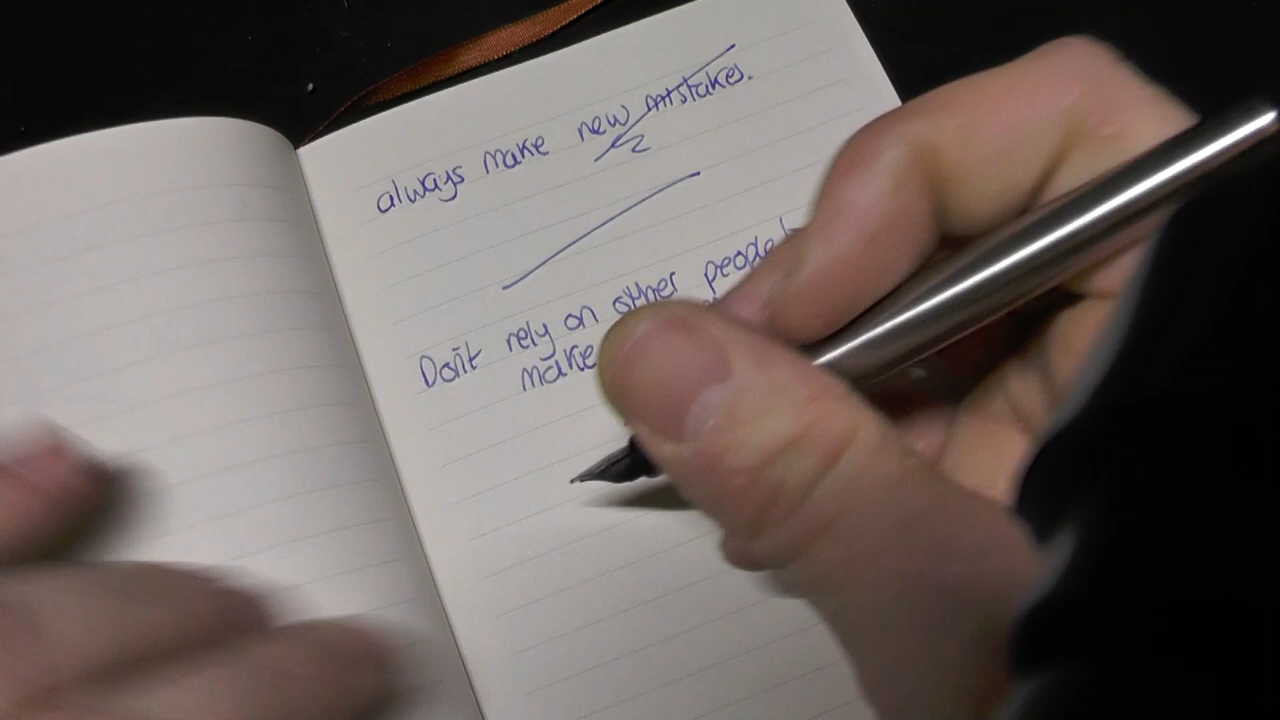 always make new mistakes.
Don't rely on other people
make